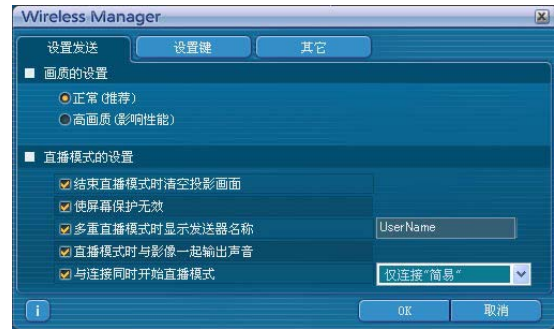 Wireless Manager
设置发送 设置键 其它
画质的设置
正常(推荐)
高画质(影响性能)
直播模式的设置
结束直播模式时清空投影画面
使屏幕保护无效
多重直播模式时显示发送器名称 UserName
直播模式时与影像一起输出声音
与连接同时开始直播模式 仅连接"简易"
i OK 取消